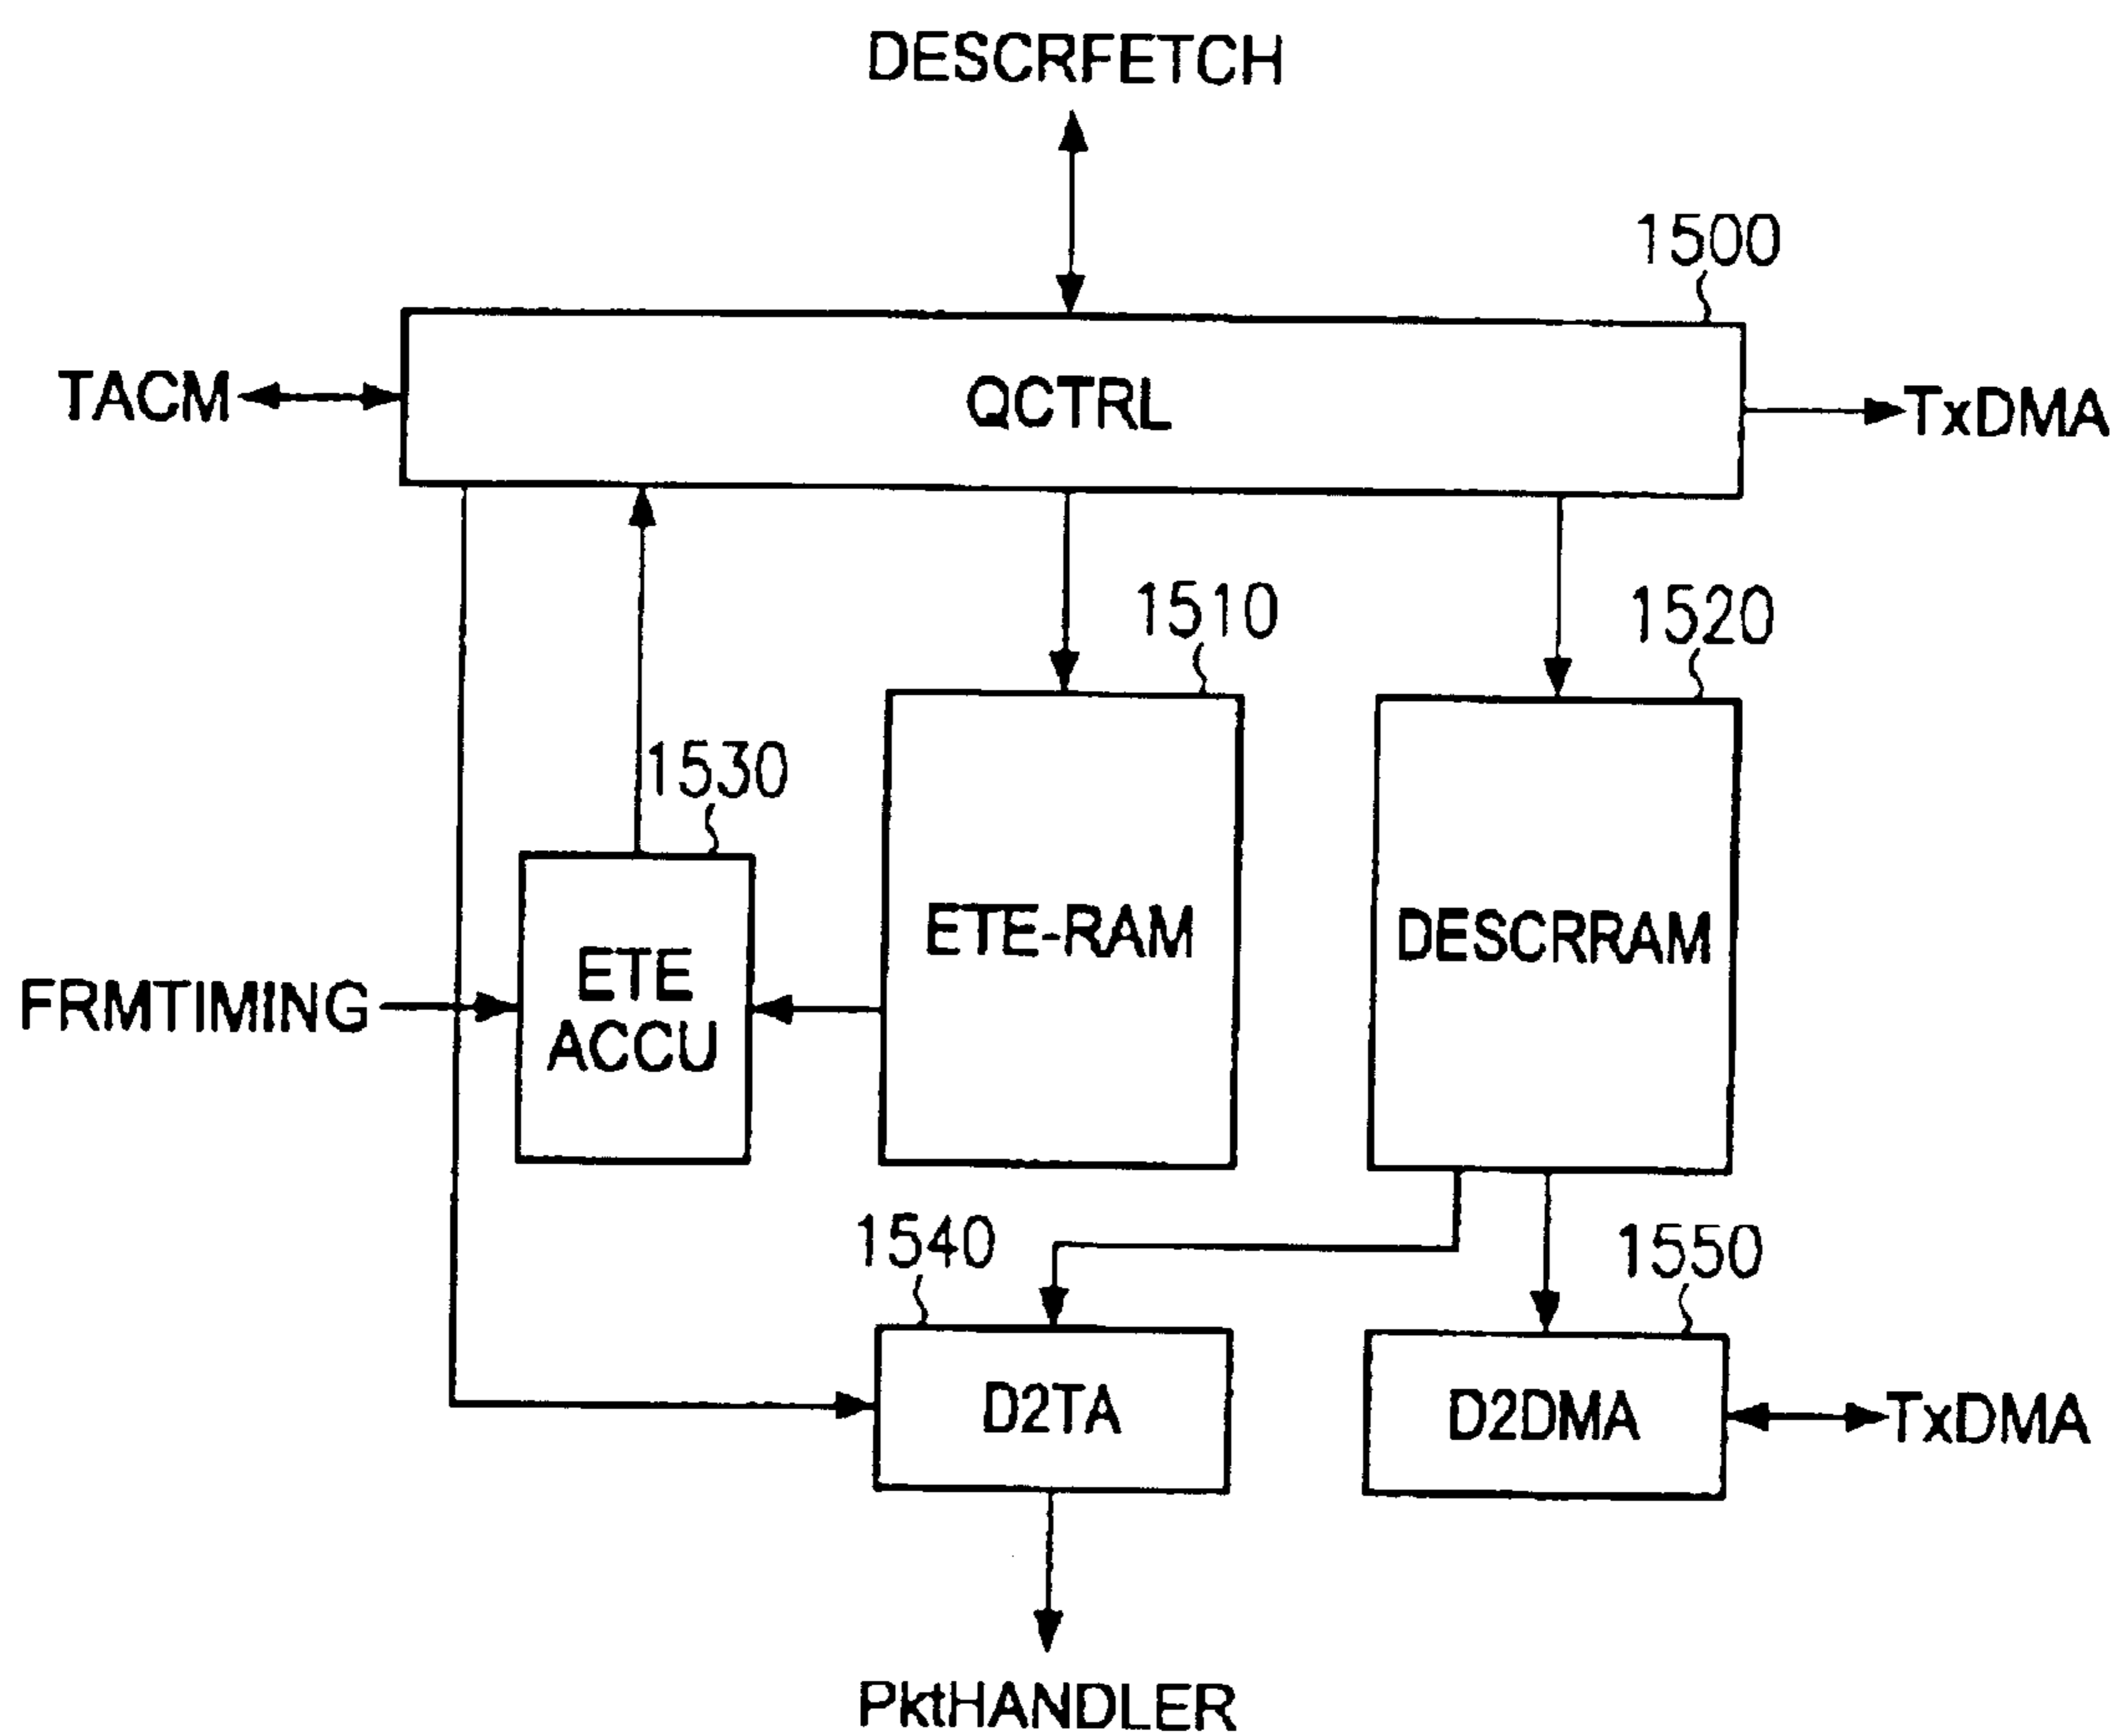 DESCRFETCH
1500
TACM
QCTRL
TxDMA
1510
1520
1530
ETE-RAM
DESCRRAM
ETE
ACCU
FRMTIMING
1540
1550
D2TA
D2DMA
TxDMA
PktHANDLER